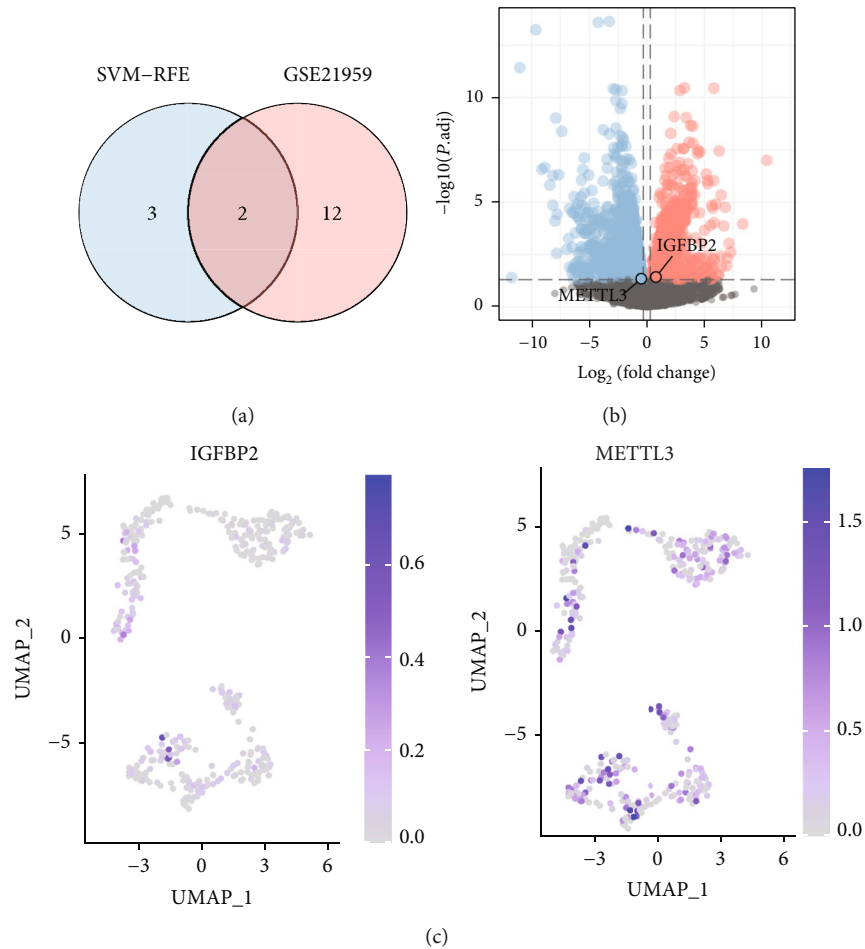 SVM−RFE
GSE21959
3
2
12
(a)
−log10(P.adj)
10
5
0
IGFBP2
METTL3
−10
−5
0
5
10
Log2 (fold change)
(b)
IGFBP2
UMAP_2
5
0
−5
−3
0
3
6
UMAP_1
0.6
0.4
0.2
0.0
METTL3
UMAP_2
5
0
−5
−3
0
3
6
UMAP_1
1.5
1.0
0.5
0.0
(c)